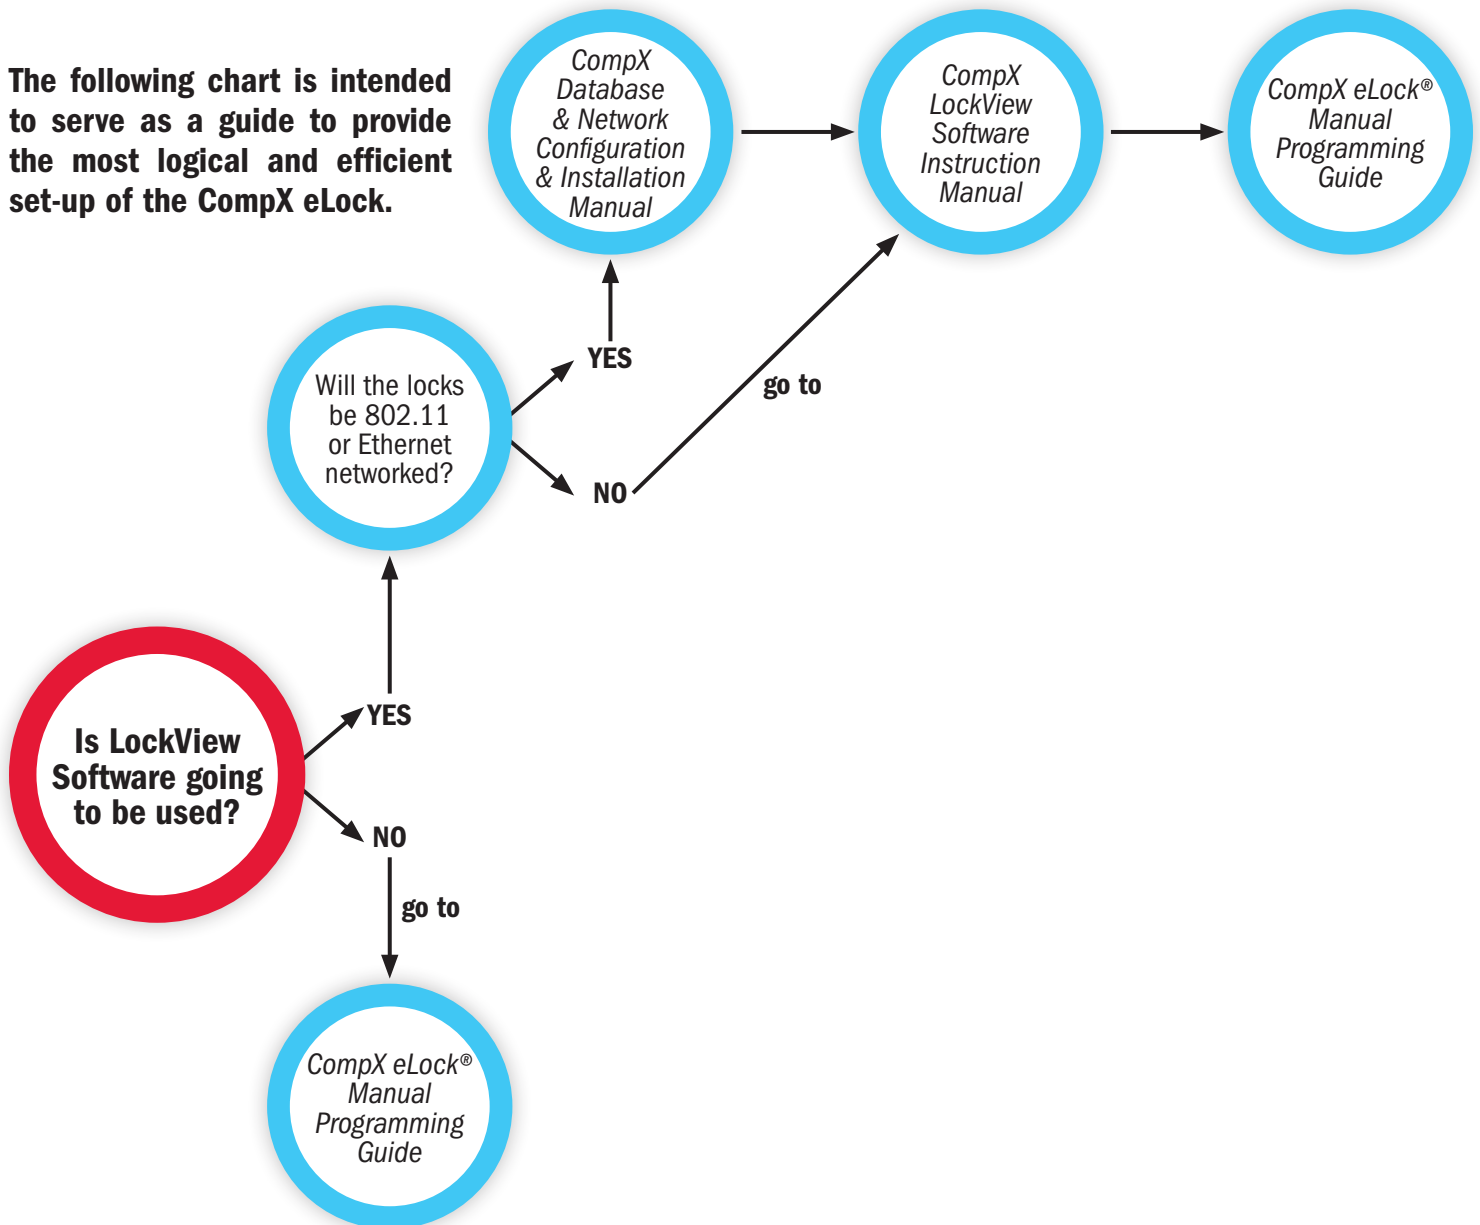 The following chart is intended
to serve as a guide to provide
the most logical and efficient
set-up of the CompX eLock.
CompX
Database
& Network
Configuration
& Installation
Manual
CompX
LockView
Software
Instruction
Manual
CompX eLock®
Manual
Programming
Guide
Will the locks
be 802.11
or Ethernet
networked?
YES
go to
NO
Is LockView
Software going
to be used?
YES
NO
go to
CompX eLock®
Manual
Programming
Guide